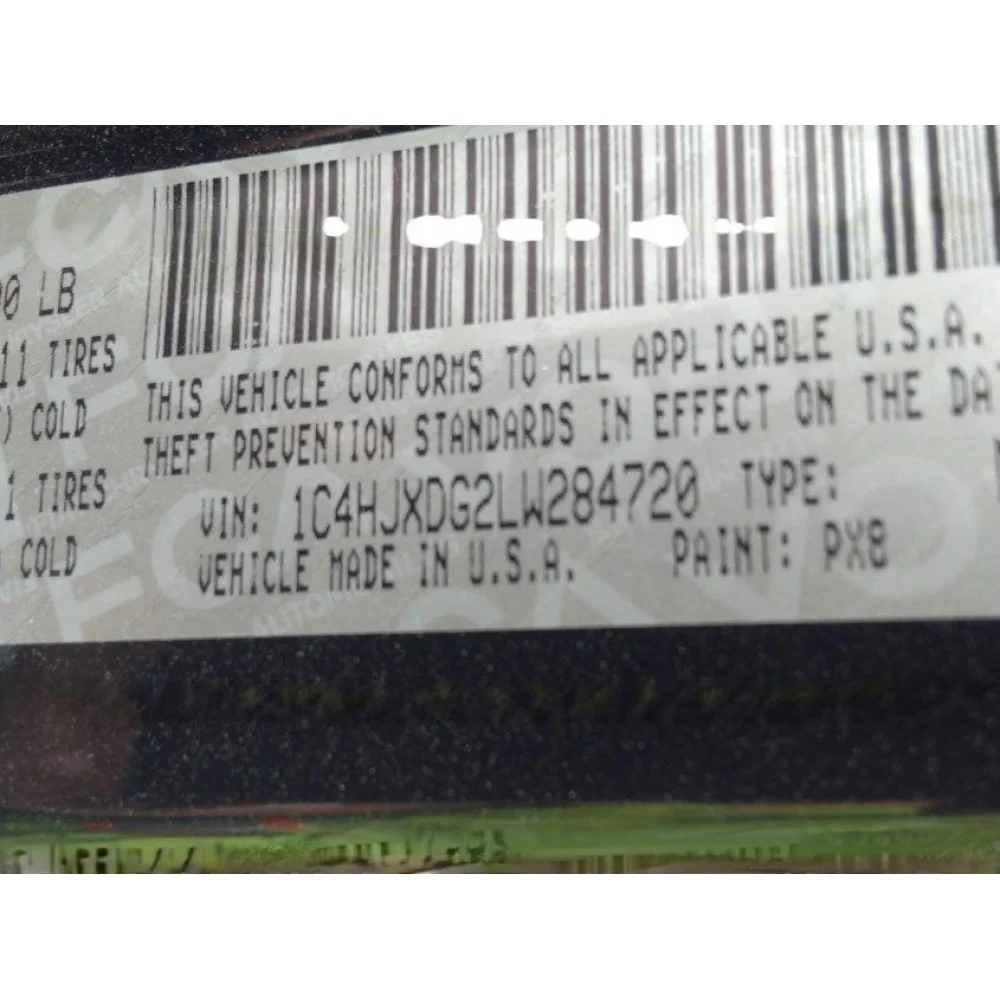 00 LB
11 TIRES
) COLD
1 TIRES
) COLD
THIS VEHICLE CONFORMS TO ALL APPLICABLE U.S.A.
THEFT PREVENTION STANDARDS IN EFFECT ON THE DA
VIN: 1C4HJXDG2LW284720 TYPE:
VEHICLE MADE IN U.S.A. PAINT: PX8